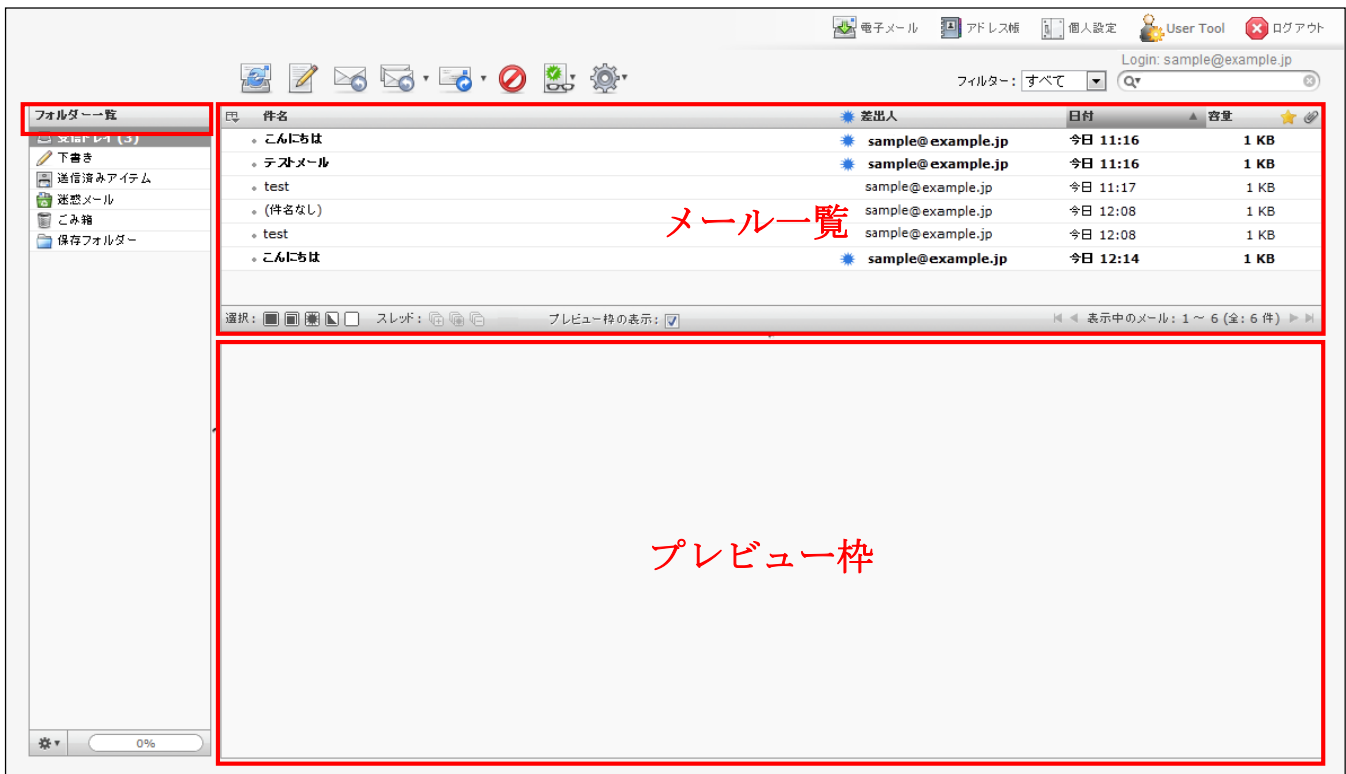 電子メール アドレス帳 個人設定 User Tool ログアウト
Login: sample@example.jp
フィルター: すべて
フォルダー一覧
受信トレイ (3)
下書き
送信済みアイテム
迷惑メール
ごみ箱
保存フォルダー
件名 差出人 日付 容量
こんにちは sample@example.jp 今日 11:16 1 KB
テストメール sample@example.jp 今日 11:16 1 KB
test sample@example.jp 今日 11:17 1 KB
(件名なし) sample@example.jp 今日 12:08 1 KB
test sample@example.jp 今日 12:08 1 KB
こんにちは sample@example.jp 今日 12:14 1 KB
メール一覧
選択: スレッド: プレビュー枠の表示: 表示中のメール: 1 ～ 6 (全: 6 件)
プレビュー枠
0%